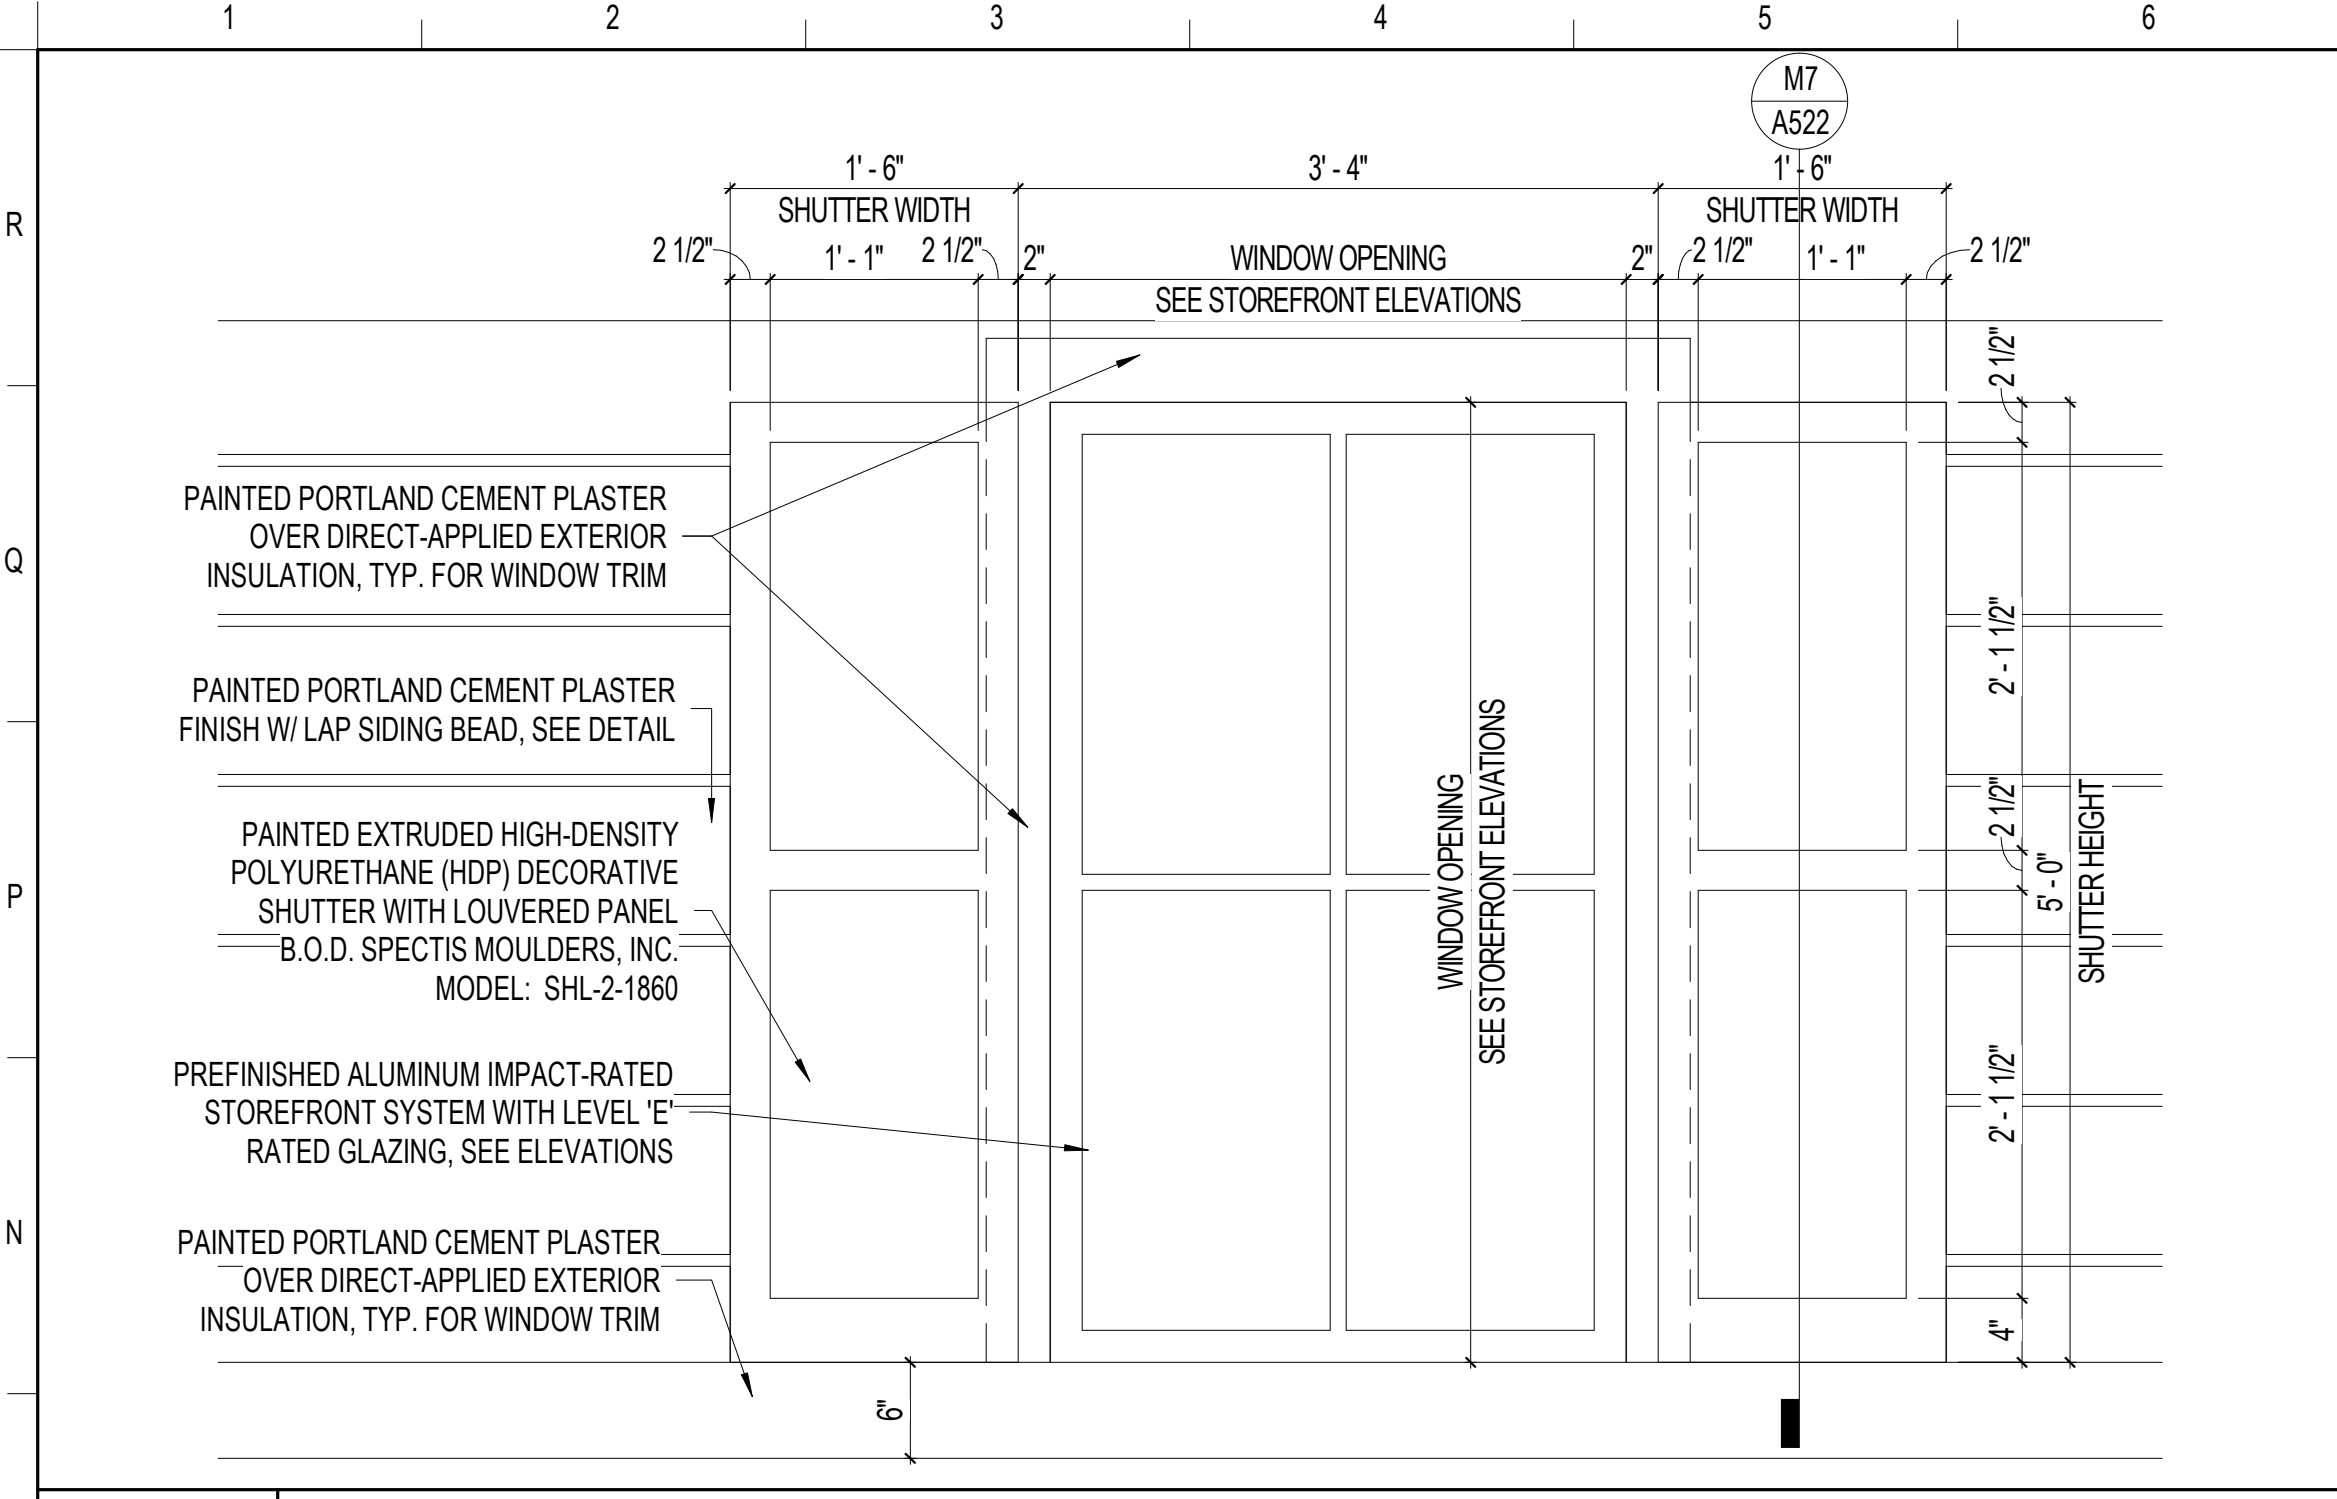 1 2 3 4 5 6
M7
A522
1' - 6" 3' - 4" 1' - 6"
SHUTTER WIDTH SHUTTER WIDTH
R
2 1/2" 1' - 1" 2 1/2" 2" WINDOW OPENING 2" 2 1/2" 1' - 1" 2 1/2"
SEE STOREFRONT ELEVATIONS
2 1/2"
PAINTED PORTLAND CEMENT PLASTER
OVER DIRECT-APPLIED EXTERIOR
INSULATION, TYP. FOR WINDOW TRIM
Q
2' - 1 1/2"
PAINTED PORTLAND CEMENT PLASTER
FINISH W/ LAP SIDING BEAD, SEE DETAIL
PAINTED EXTRUDED HIGH-DENSITY
POLYURETHANE (HDP) DECORATIVE
SHUTTER WITH LOUVERED PANEL
B.O.D. SPECTIS MOULDERS, INC.
MODEL: SHL-2-1860
P
WINDOW OPENING
SEE STOREFRONT ELEVATIONS
2 1/2"
5' - 0"
SHUTTER HEIGHT
PREFINISHED ALUMINUM IMPACT-RATED
STOREFRONT SYSTEM WITH LEVEL 'E'
RATED GLAZING, SEE ELEVATIONS
2' - 1 1/2"
N
PAINTED PORTLAND CEMENT PLASTER
OVER DIRECT-APPLIED EXTERIOR
INSULATION, TYP. FOR WINDOW TRIM
4"
6"